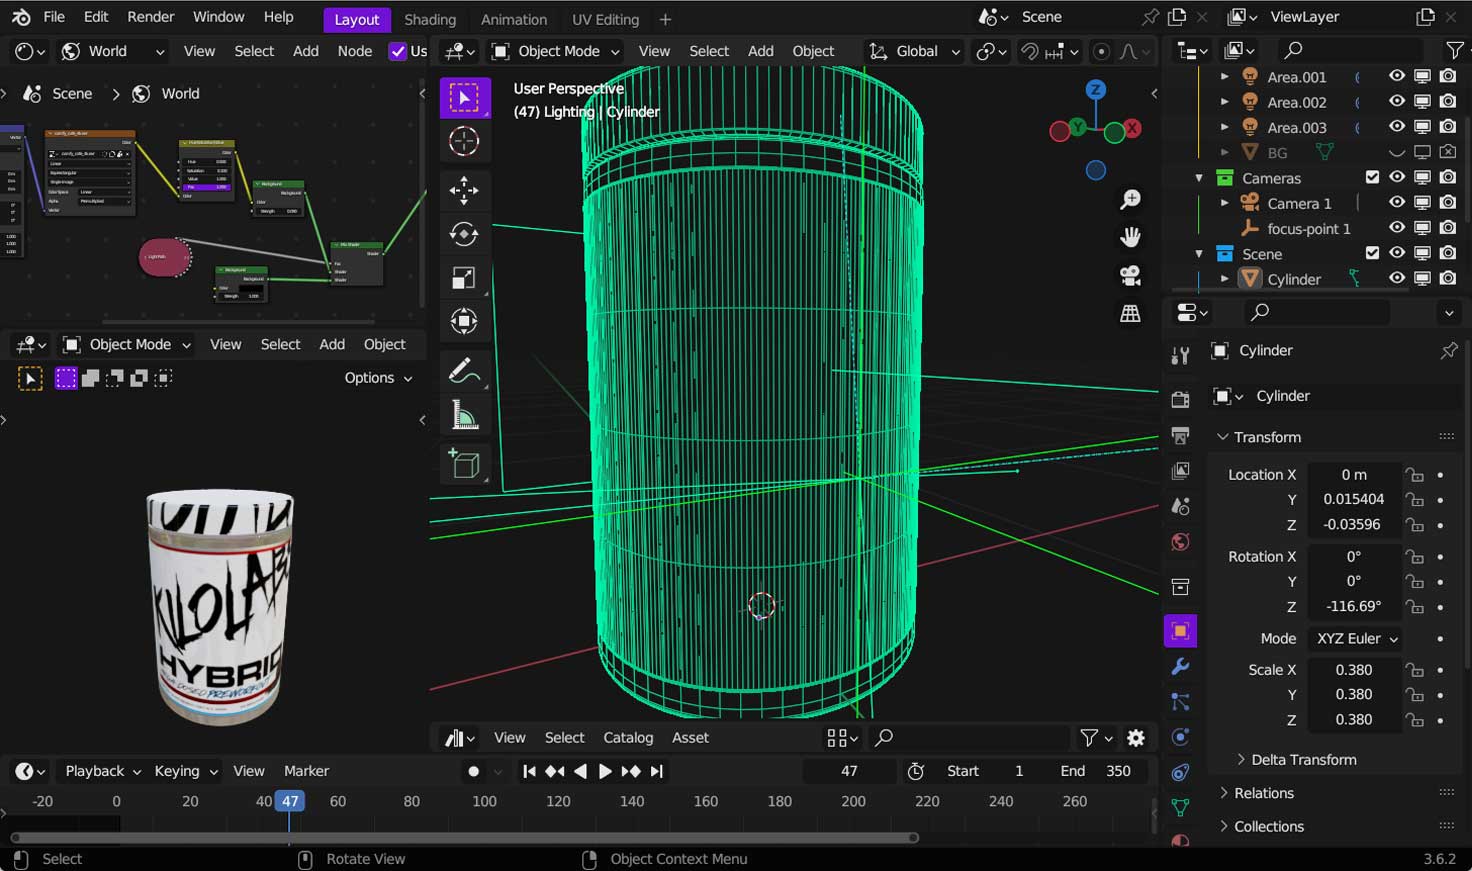 File Edit Render Window Help Layout Shading Animation UV Editing + Scene ViewLayer
World View Select Add Node Us
Object Mode View Select Add Object Global
Scene > World
User Perspective
(47) Lighting | Cylinder
Z
Y
X
Area.001
Area.002
Area.003
BG
Cameras
Camera 1
focus-point 1
Scene
Cylinder
Object Mode View Select Add Object
Options
KILOLABS
HYBRID
PREWORKOUT
Cylinder
Cylinder
Transform
Location X 0 m
Y 0.015404
Z -0.03596
Rotation X 0°
Y 0°
Z -116.69°
Mode XYZ Euler
Scale X 0.380
Y 0.380
Z 0.380
Delta Transform
Relations
Collections
View Select Catalog Asset
Playback Keying View Marker 47 Start 1 End 350
-20 0 20 40 47 60 80 100 120 140 160 180 200 220 240 260
Select Rotate View Object Context Menu 3.6.2